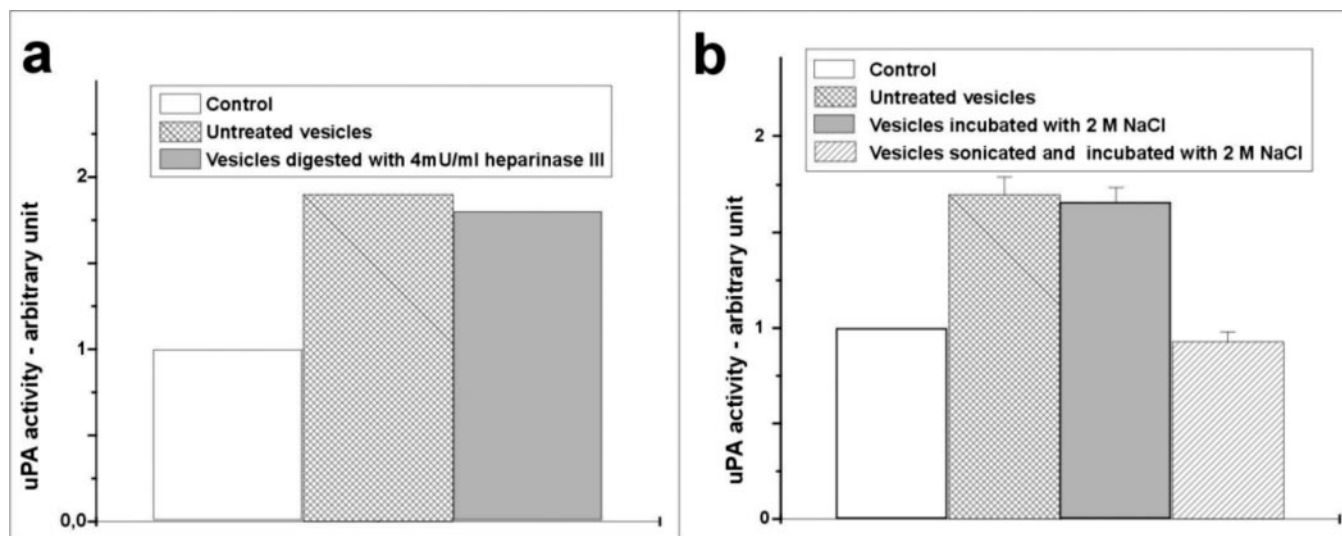 a
Control
Untreated vesicles
Vesicles digested with 4mU/ml heparinase III
uPA activity - arbitrary unit
2
1
0,0
b
Control
Untreated vesicles
Vesicles incubated with 2 M NaCl
Vesicles sonicated and incubated with 2 M NaCl
uPA activity - arbitrary unit
2
1
0